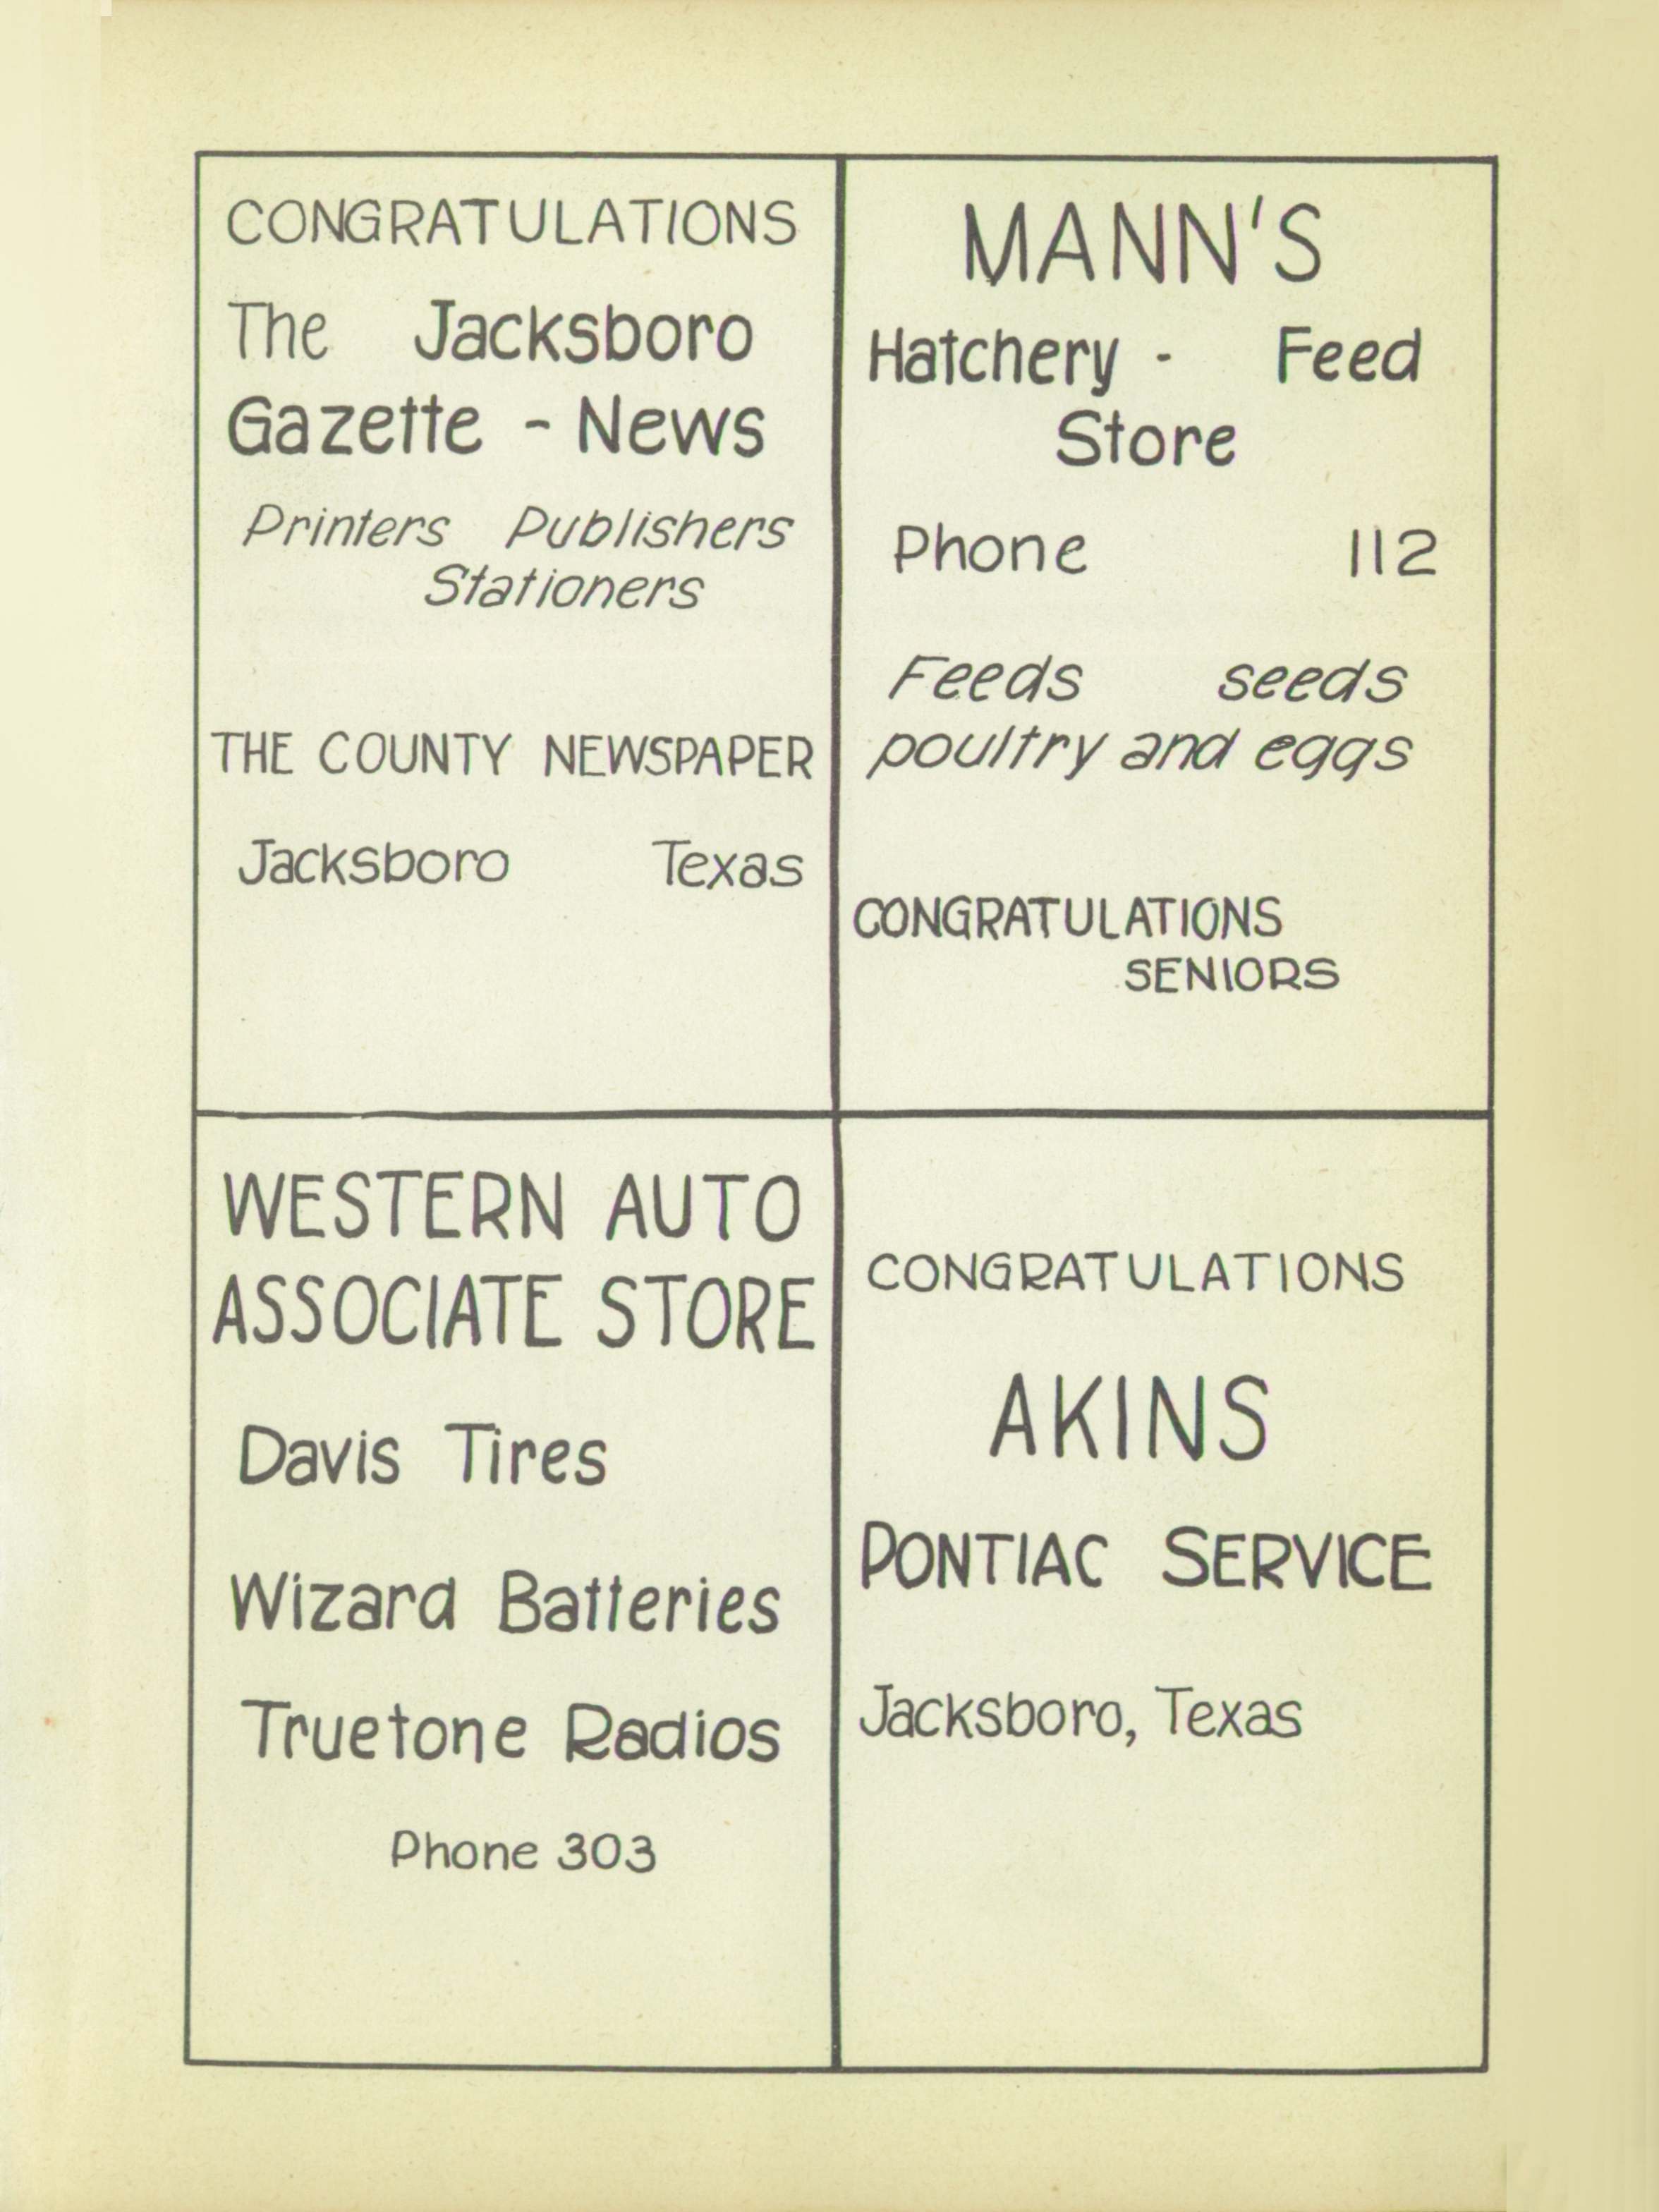 CONGRATULATIONS
The Jacksboro
Gazette - News
Printers Publishers
Stationers
THE COUNTY NEWSPAPER
Jacksboro Texas
MANN'S
Hatchery - Feed
Store
Phone 112
Feeds seeds
poultry and eggs
CONGRATULATIONS
SENIORS
WESTERN AUTO
ASSOCIATE STORE
Davis Tires
Wizard Batteries
Truetone Radios
Phone 303
CONGRATULATIONS
AKINS
PONTIAC SERVICE
Jacksboro, Texas